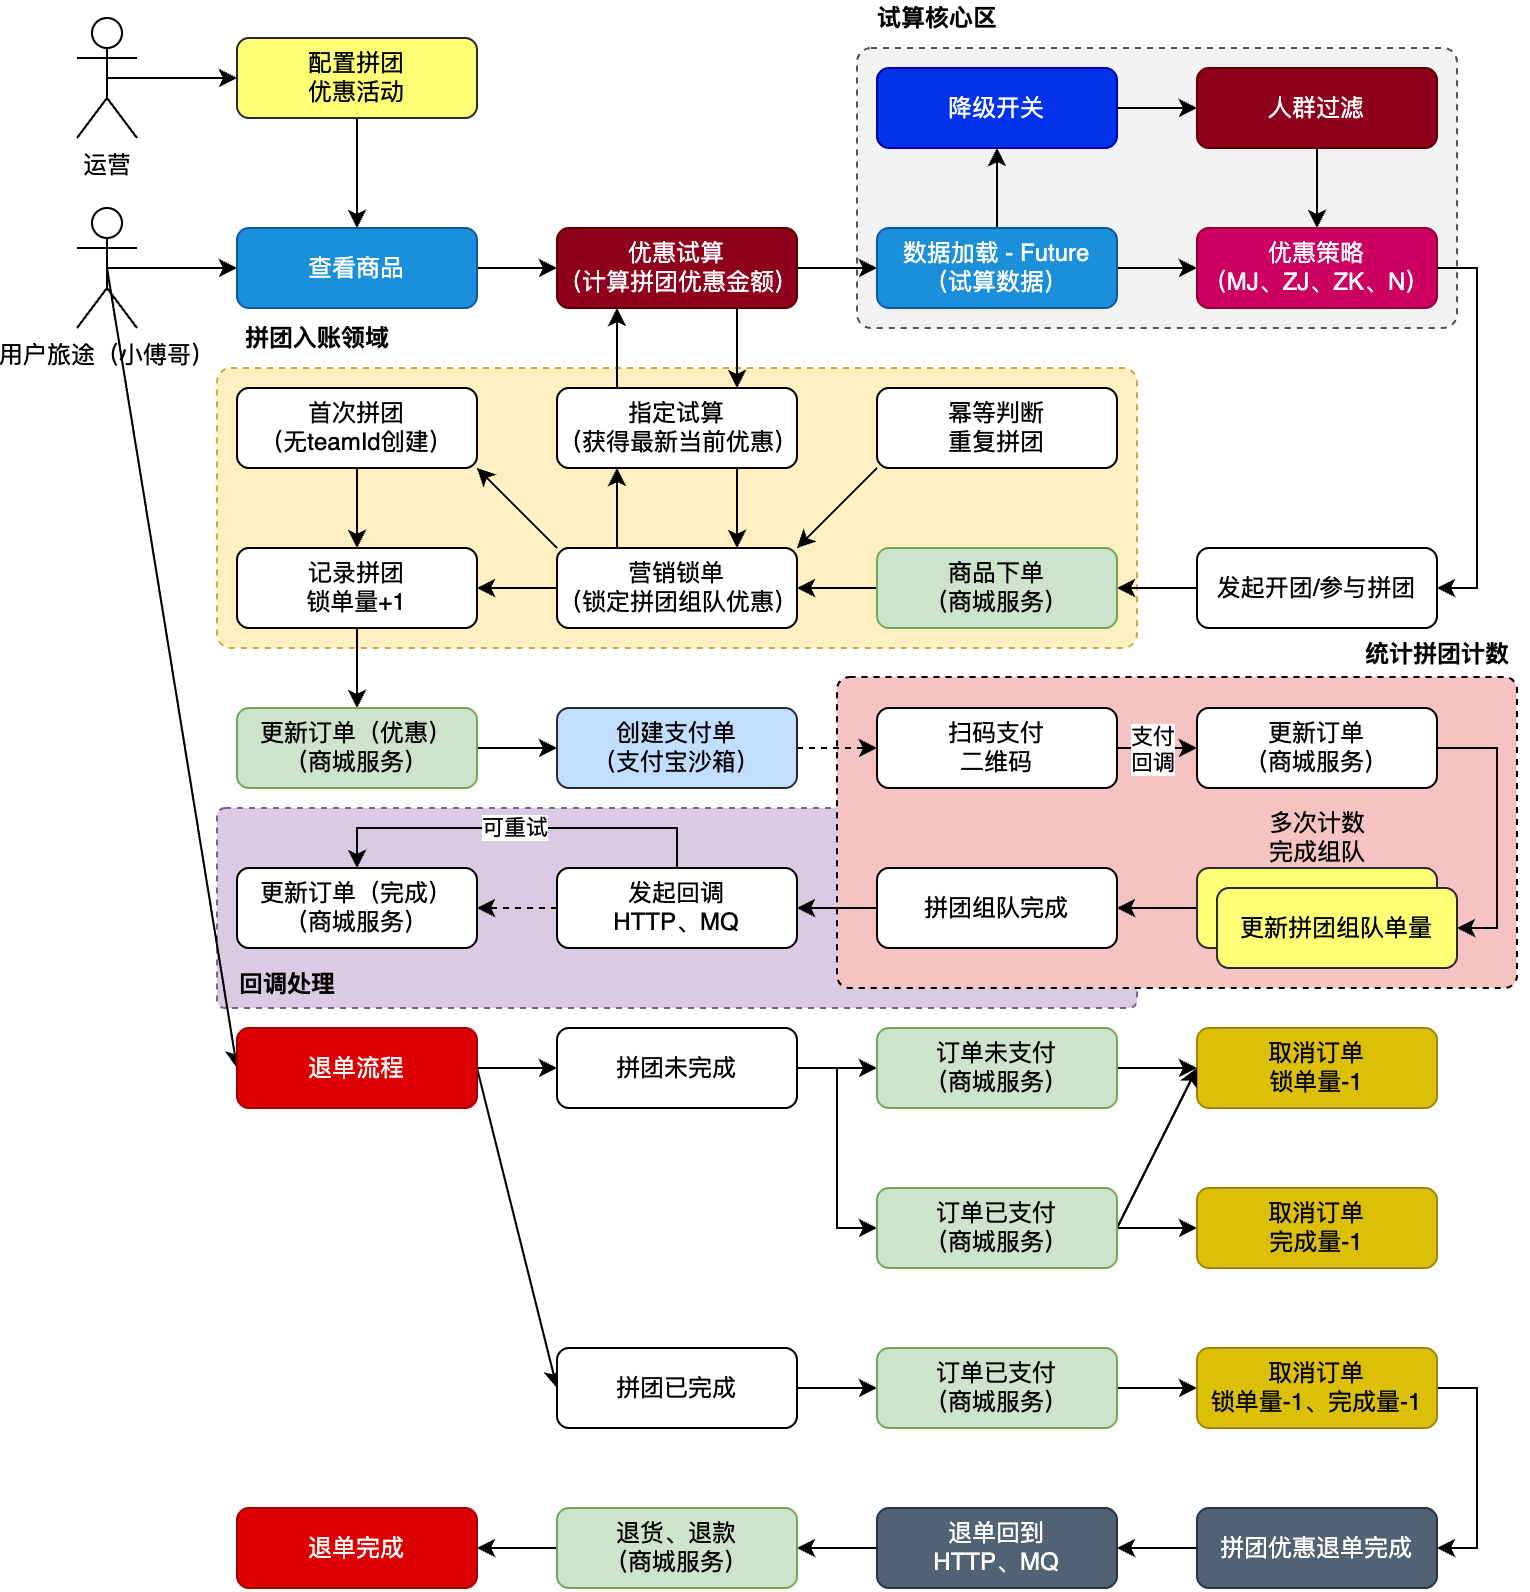 试算核心区
配置拼团
优惠活动
降级开关
人群过滤
运营
查看商品
优惠试算
（计算拼团优惠金额）
数据加载 - Future
（试算数据）
优惠策略
（MJ、ZJ、ZK、N）
用户旅途（小傅哥）
拼团入账领域
首次拼团
（无teamId创建）
指定试算
（获得最新当前优惠）
幂等判断
重复拼团
记录拼团
锁单量+1
营销锁单
（锁定拼团组队优惠）
商品下单
（商城服务）
发起开团/参与拼团
统计拼团计数
更新订单（优惠）
（商城服务）
创建支付单
（支付宝沙箱）
扫码支付
二维码
支付
回调
更新订单
（商城服务）
可重试
多次计数
完成组队
更新订单（完成）
（商城服务）
发起回调
HTTP、MQ
拼团组队完成
更新拼团组队单量
回调处理
退单流程
拼团未完成
订单未支付
（商城服务）
取消订单
锁单量-1
订单已支付
（商城服务）
取消订单
完成量-1
拼团已完成
订单已支付
（商城服务）
取消订单
锁单量-1、完成量-1
退单完成
退货、退款
（商城服务）
退单回到
HTTP、MQ
拼团优惠退单完成